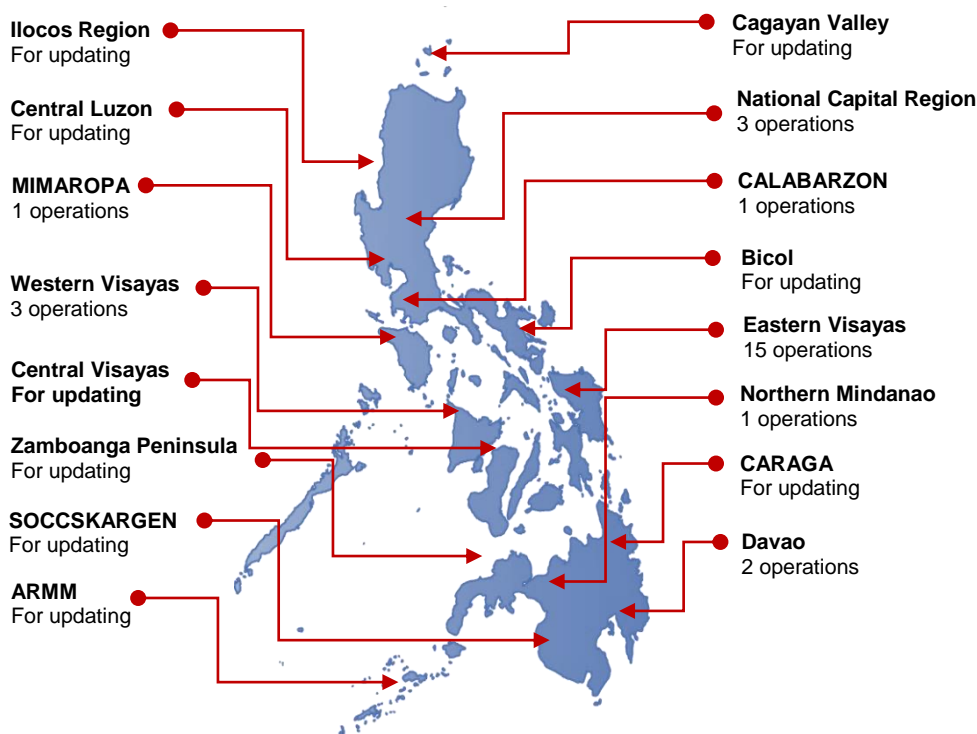 Ilocos Region
For updating
Central Luzon
For updating
MIMAROPA
1 operations
Western Visayas
3 operations
Central Visayas
For updating
Zamboanga Peninsula
For updating
SOCCSKARGEN
For updating
ARMM
For updating
Cagayan Valley
For updating
National Capital Region
3 operations
CALABARZON
1 operations
Bicol
For updating
Eastern Visayas
15 operations
Northern Mindanao
1 operations
CARAGA
For updating
Davao
2 operations